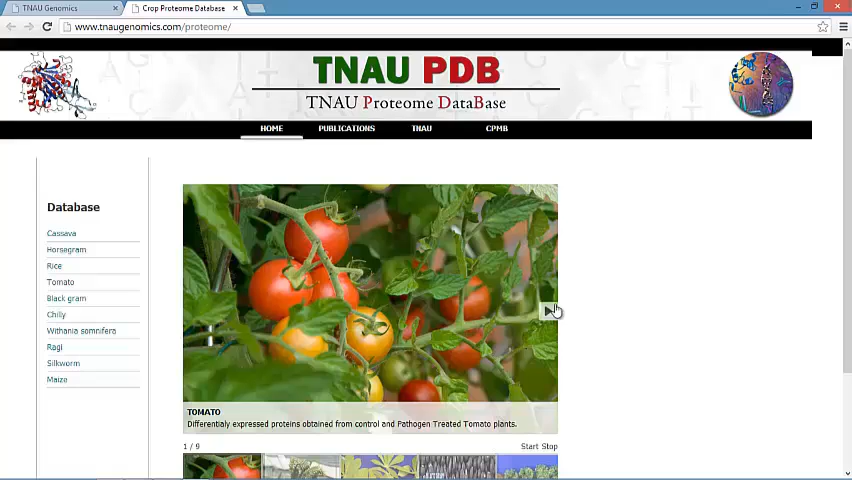 TNAU Genomics
Crop Proteome Database
www.tnaugenomics.com/proteome/
TNAU PDB
TNAU Proteome DataBase
HOME PUBLICATIONS TNAU CPMB
Database
Cassava
Horsegram
Rice
Tomato
Black gram
Chilly
Withania somnifera
Ragi
Silkworm
Maize
TOMATO
Differentialy expressed proteins obtained from control and Pathogen Treated Tomato plants.
1 / 9 Start Stop